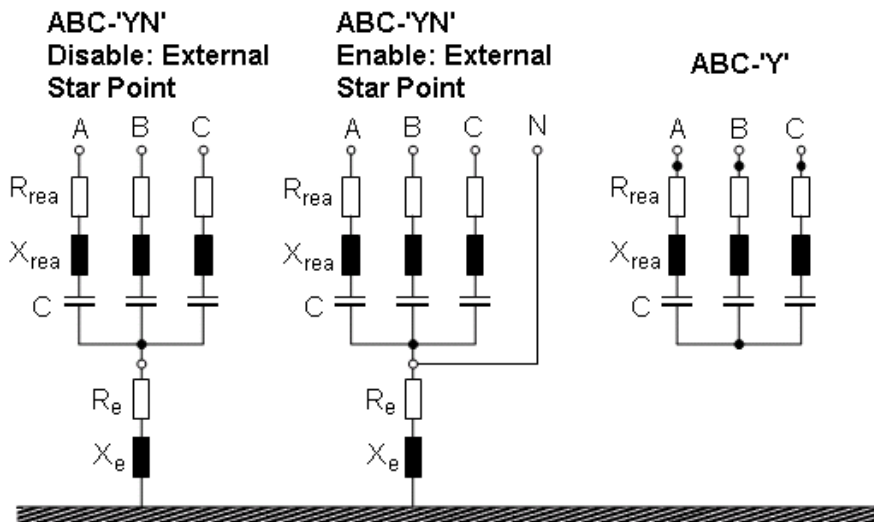 ABC-'YN'
Disable: External
Star Point
A B C
Rrea
Xrea
C
Re
Xe
ABC-'YN'
Enable: External
Star Point
A B C N
Rrea
Xrea
C
Re
Xe
ABC-'Y'
A B C
Rrea
Xrea
C